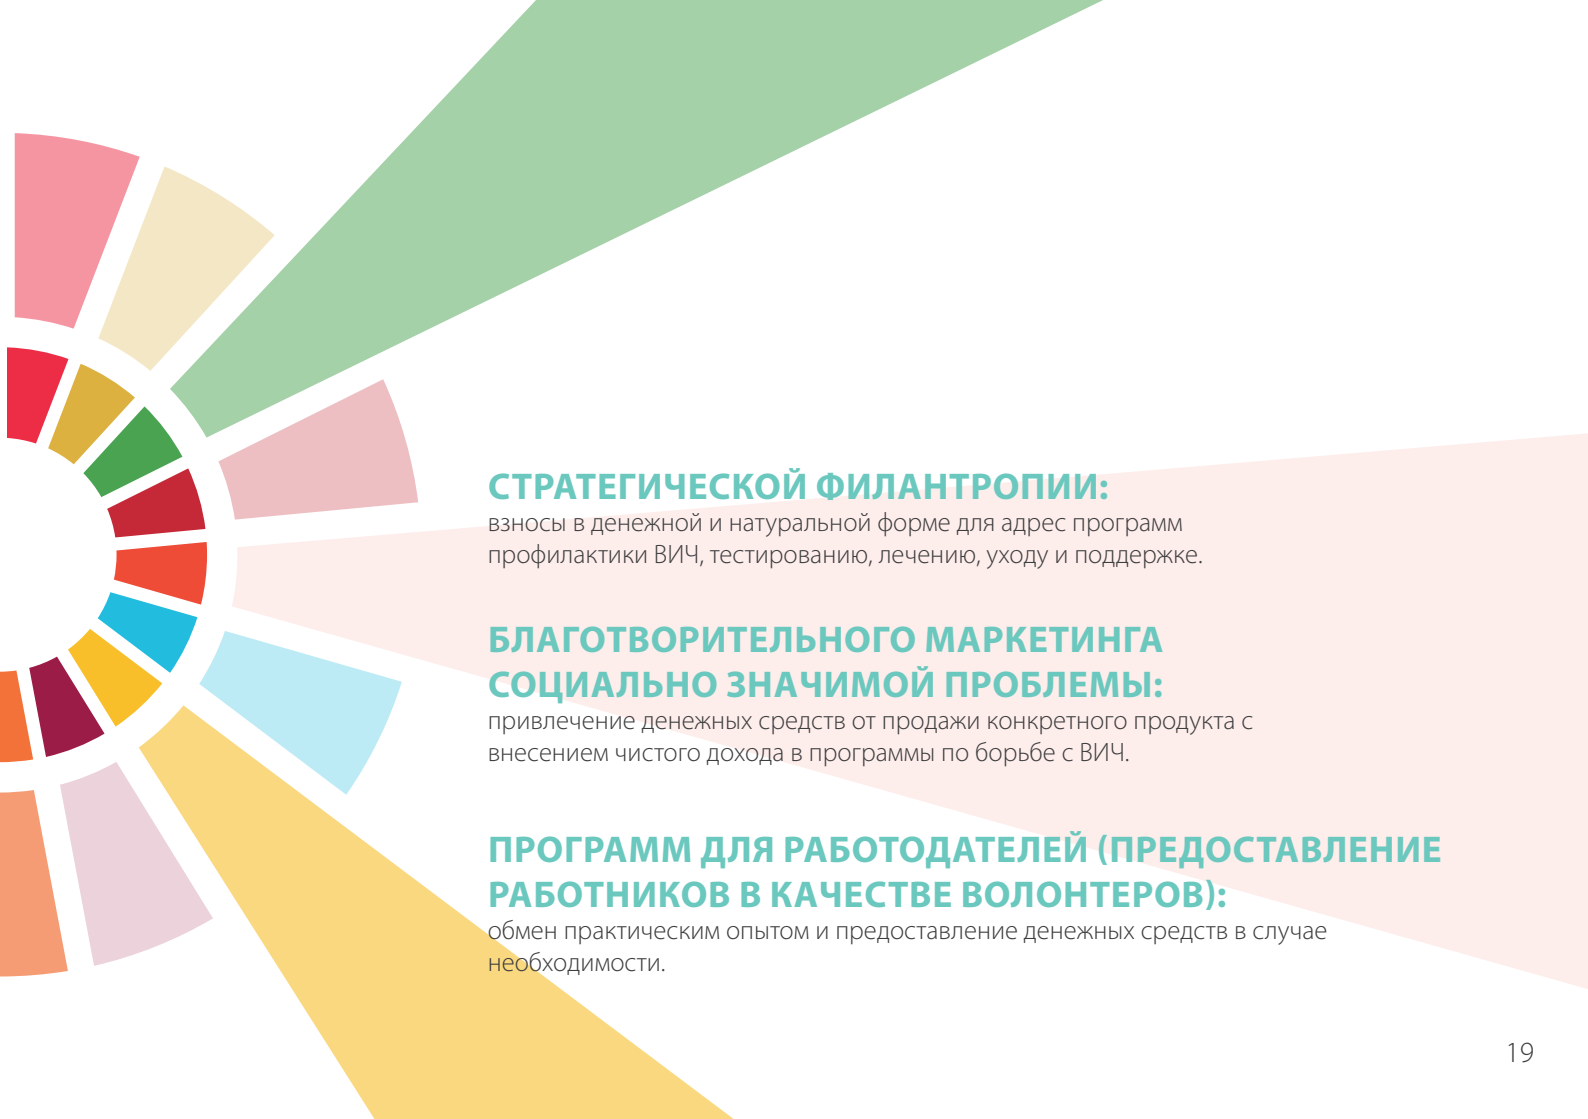 СТРАТЕГИЧЕСКОЙ ФИЛАНТРОПИИ:
взносы в денежной и натуральной форме для адрес программ
профилактики ВИЧ, тестированию, лечению, уходу и поддержке.
БЛАГОТВОРИТЕЛЬНОГО МАРКЕТИНГА
СОЦИАЛЬНО ЗНАЧИМОЙ ПРОБЛЕМЫ:
привлечение денежных средств от продажи конкретного продукта с
внесением чистого дохода в программы по борьбе с ВИЧ.
ПРОГРАММ ДЛЯ РАБОТОДАТЕЛЕЙ (ПРЕДОСТАВЛЕНИЕ
РАБОТНИКОВ В КАЧЕСТВЕ ВОЛОНТЕРОВ):
обмен практическим опытом и предоставление денежных средств в случае
необходимости.
19